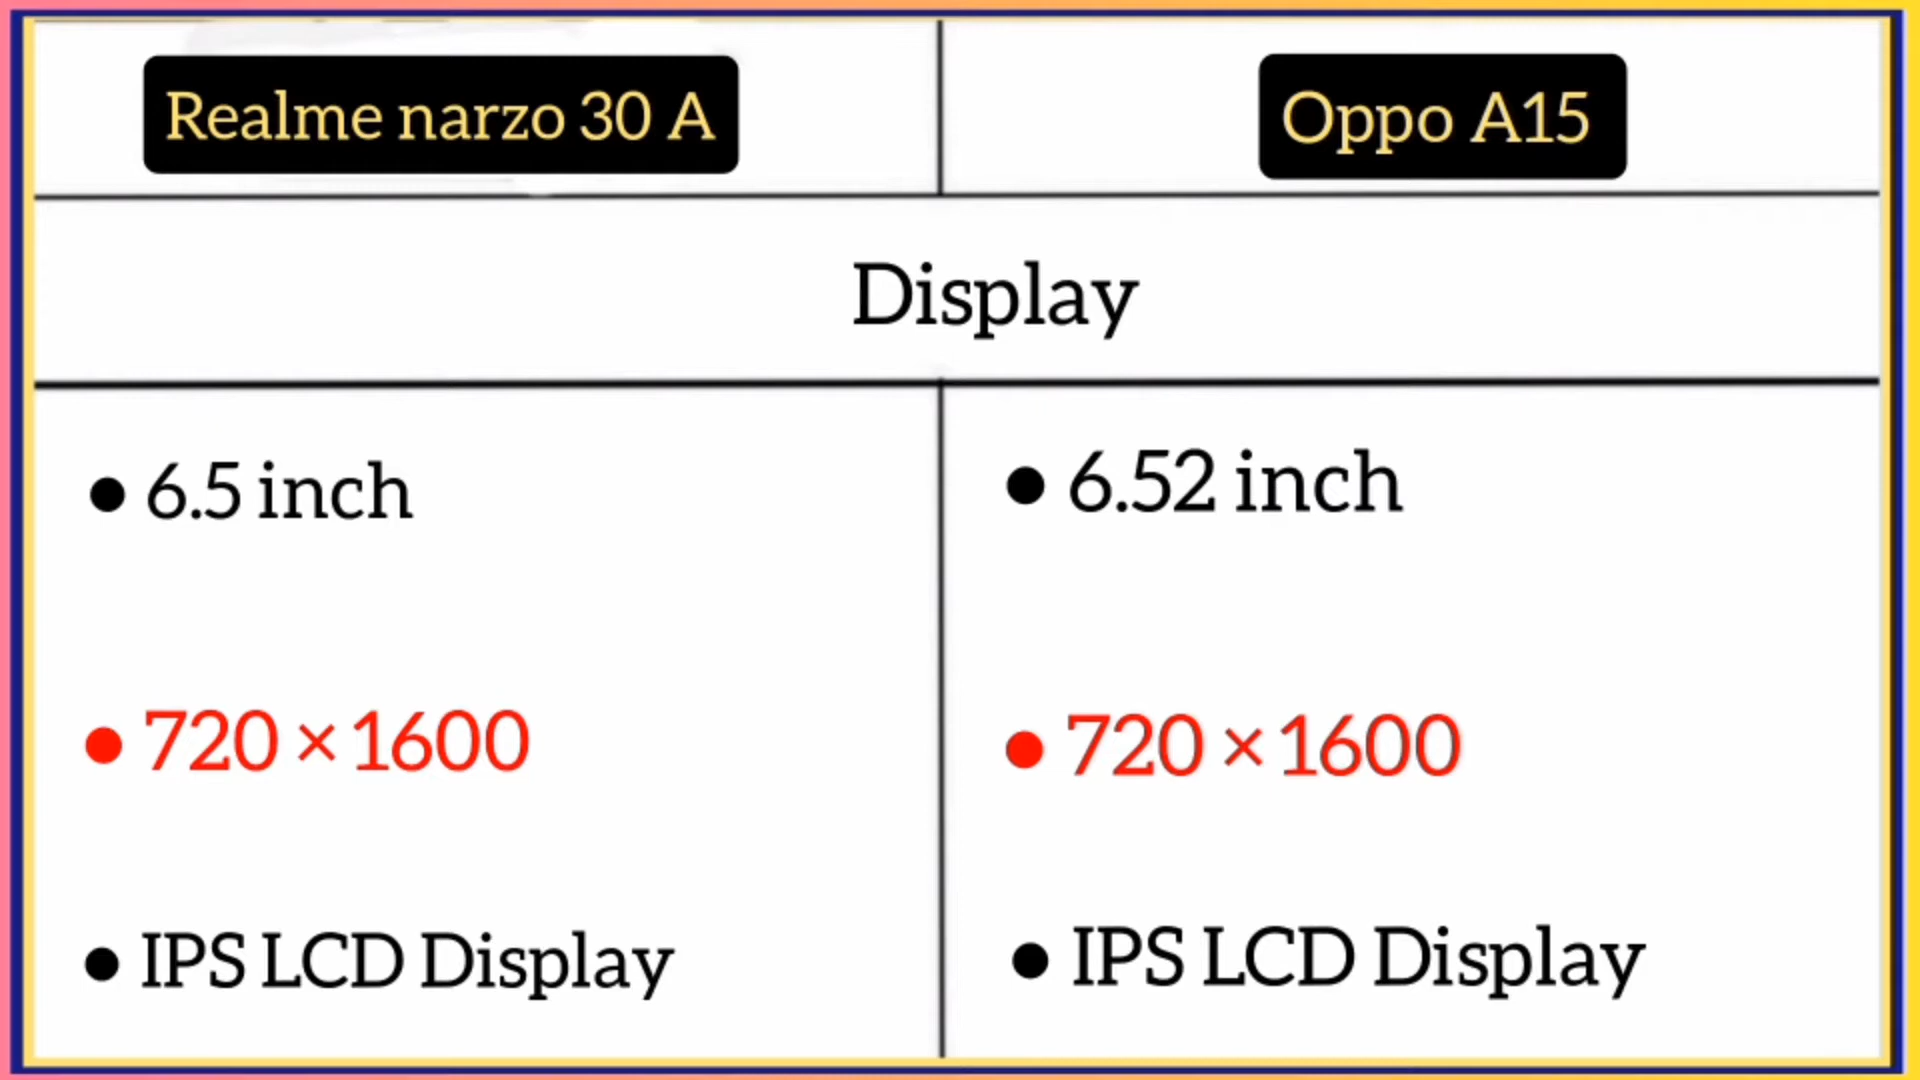 Realme narzo 30 A
Oppo A15
Display
• 6.5 inch
• 6.52 inch
• 720 × 1600
• 720 × 1600
• IPS LCD Display
• IPS LCD Display